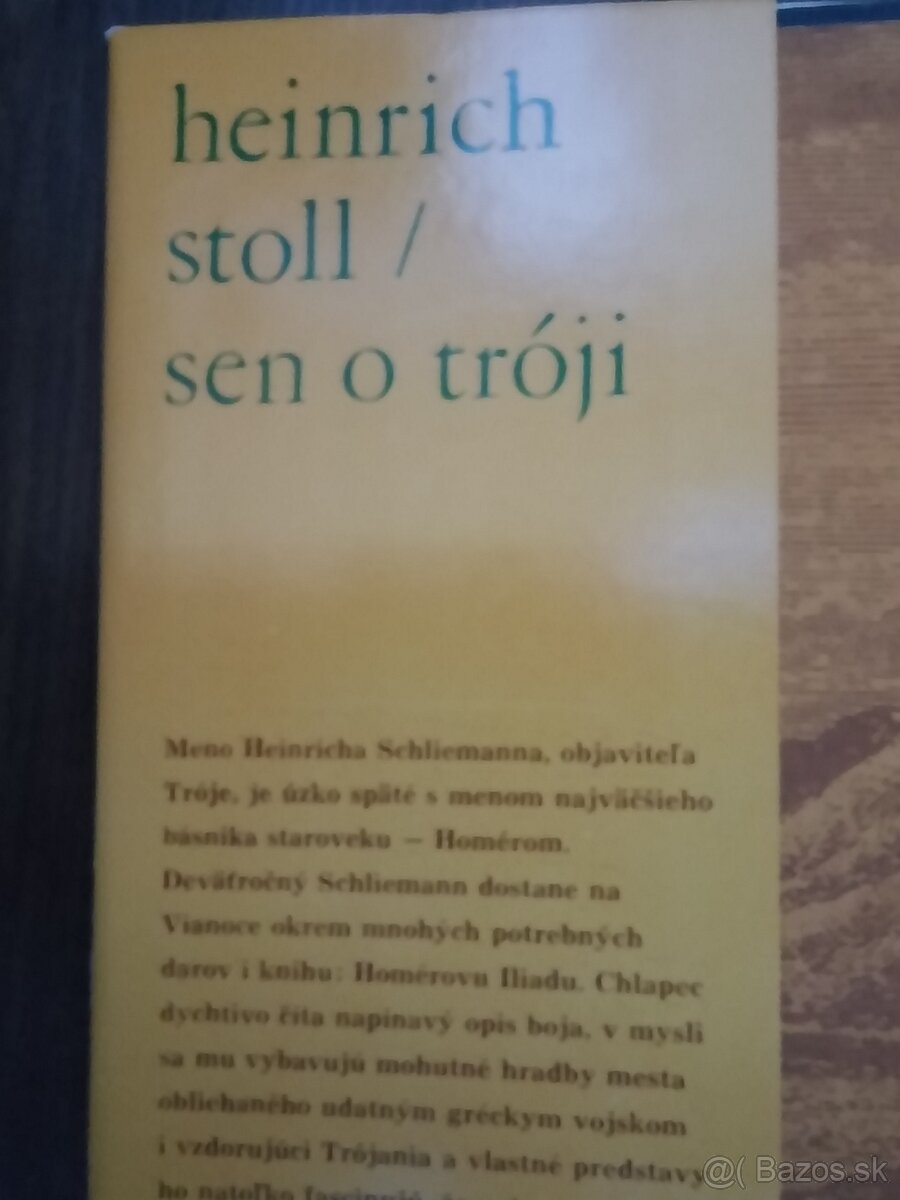 heinrich
stoll /
sen o tróji
Meno Heinricha Schliemanna, objaviteľa
Tróje, je úzko späté s menom najväčšieho
básnika staroveku – Homérom.
Deväťročný Schliemann dostane na
Vianoce okrem mnohých potrebných
darov i knihu: Homérovu Iliadu. Chlapec
dychtivo číta napínavý opis boja, v mysli
sa mu vybavujú mohutné hradby mesta
obliehaného udatným gréckym vojskom
i vzdorujúci Trójania a vlastné predstavy
ho natoľko
@( Bazos.sk